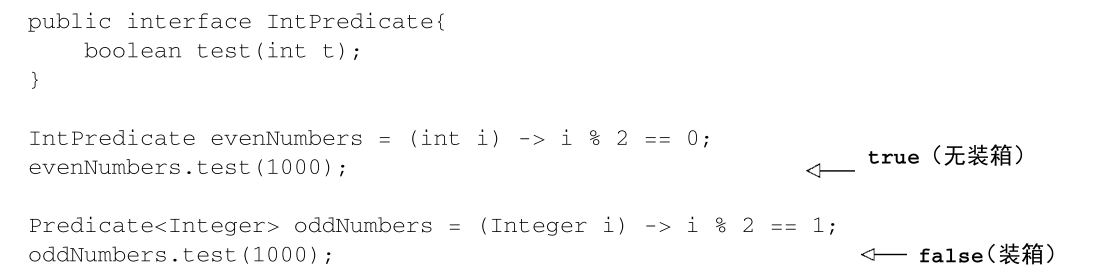 public interface IntPredicate{
    boolean test(int t);
}
IntPredicate evenNumbers = (int i) -> i % 2 == 0;
evenNumbers.test(1000);
true（无装箱）
Predicate<Integer> oddNumbers = (Integer i) -> i % 2 == 1;
oddNumbers.test(1000);
false(装箱）